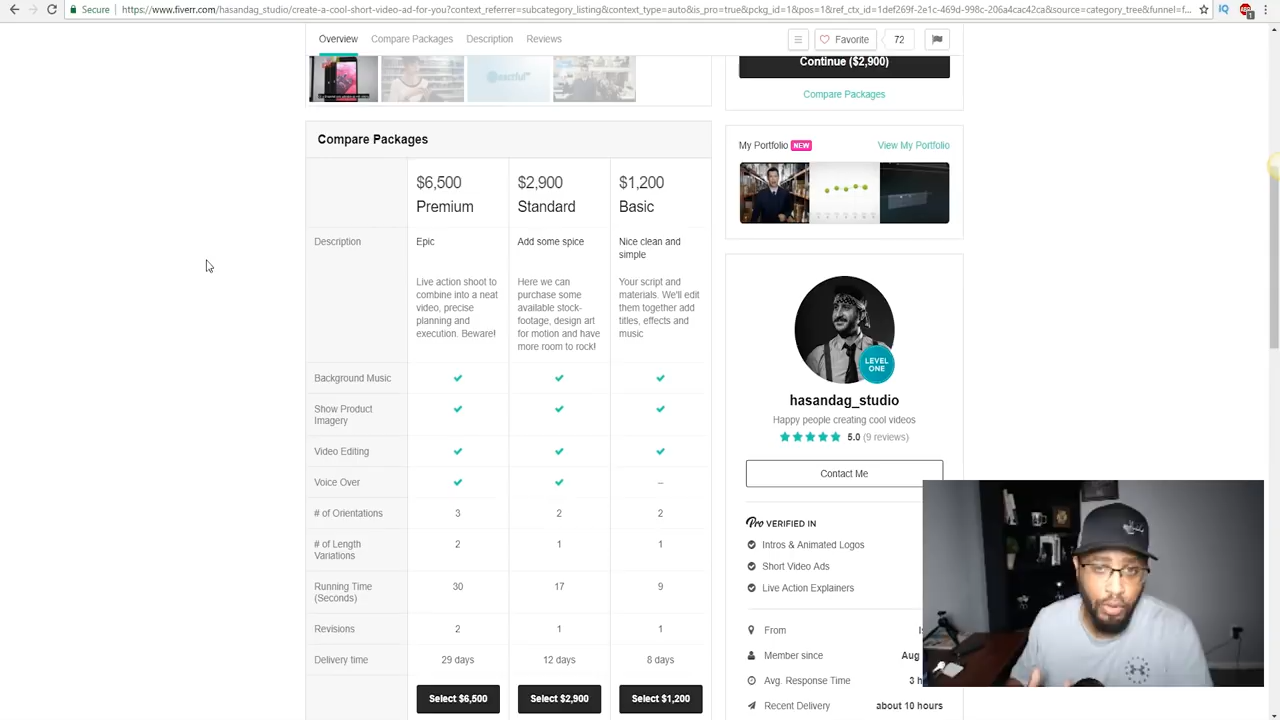 Secure
https://www.fiverr.com/hasandag_studio/create-a-cool-short-video-ad-for-you?context_referrer=subcategory_listing&context_type=auto&is_pro=true&pckg_id=1&pos=1&ref_ctx_id=1def269f-2e1c-469d-998c-206a4cac42ca&source=category_tree&funnel=f...
IQ
1
Overview Compare Packages Description Reviews
Favorite 72
Continue ($2,900)
Compare Packages
My Portfolio NEW View My Portfolio
Compare Packages
$6,500 $2,900 $1,200
Premium Standard Basic
Description Epic Add some spice Nice clean and
simple
Live action shoot to Here we can Your script and
combine into a neat purchase some materials. We'll edit
video, precise available stock- them together add
planning and footage, design art titles, effects and
execution. Beware! for motion and have music
more room to rock!
Background Music
Show Product
Imagery
Video Editing
Voice Over –
# of Orientations 3 2 2
# of Length 2 1 1
Variations
Running Time 30 17 9
(Seconds)
Revisions 2 1 1
Delivery time 29 days 12 days 8 days
Select $6,500 Select $2,900 Select $1,200
LEVEL
ONE
hasandag_studio
Happy people creating cool videos
5.0 (9 reviews)
Contact Me
Pro VERIFIED IN
Intros & Animated Logos
Short Video Ads
Live Action Explainers
From
Member since Aug
Avg. Response Time 3
Recent Delivery about 10 hours